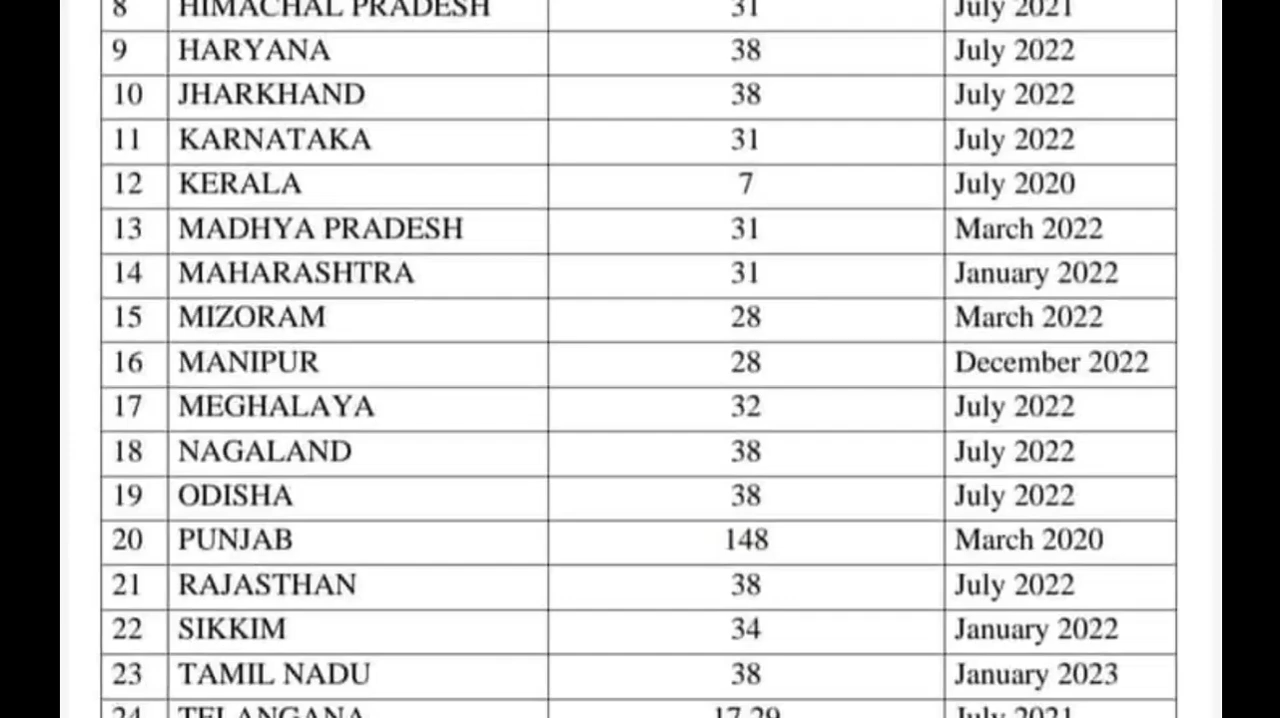 8 HIMACHAL PRADESH 31 July 2021
9 HARYANA 38 July 2022
10 JHARKHAND 38 July 2022
11 KARNATAKA 31 July 2022
12 KERALA 7 July 2020
13 MADHYA PRADESH 31 March 2022
14 MAHARASHTRA 31 January 2022
15 MIZORAM 28 March 2022
16 MANIPUR 28 December 2022
17 MEGHALAYA 32 July 2022
18 NAGALAND 38 July 2022
19 ODISHA 38 July 2022
20 PUNJAB 148 March 2020
21 RAJASTHAN 38 July 2022
22 SIKKIM 34 January 2022
23 TAMIL NADU 38 January 2023
24 TELANGANA 17.29 July 2021